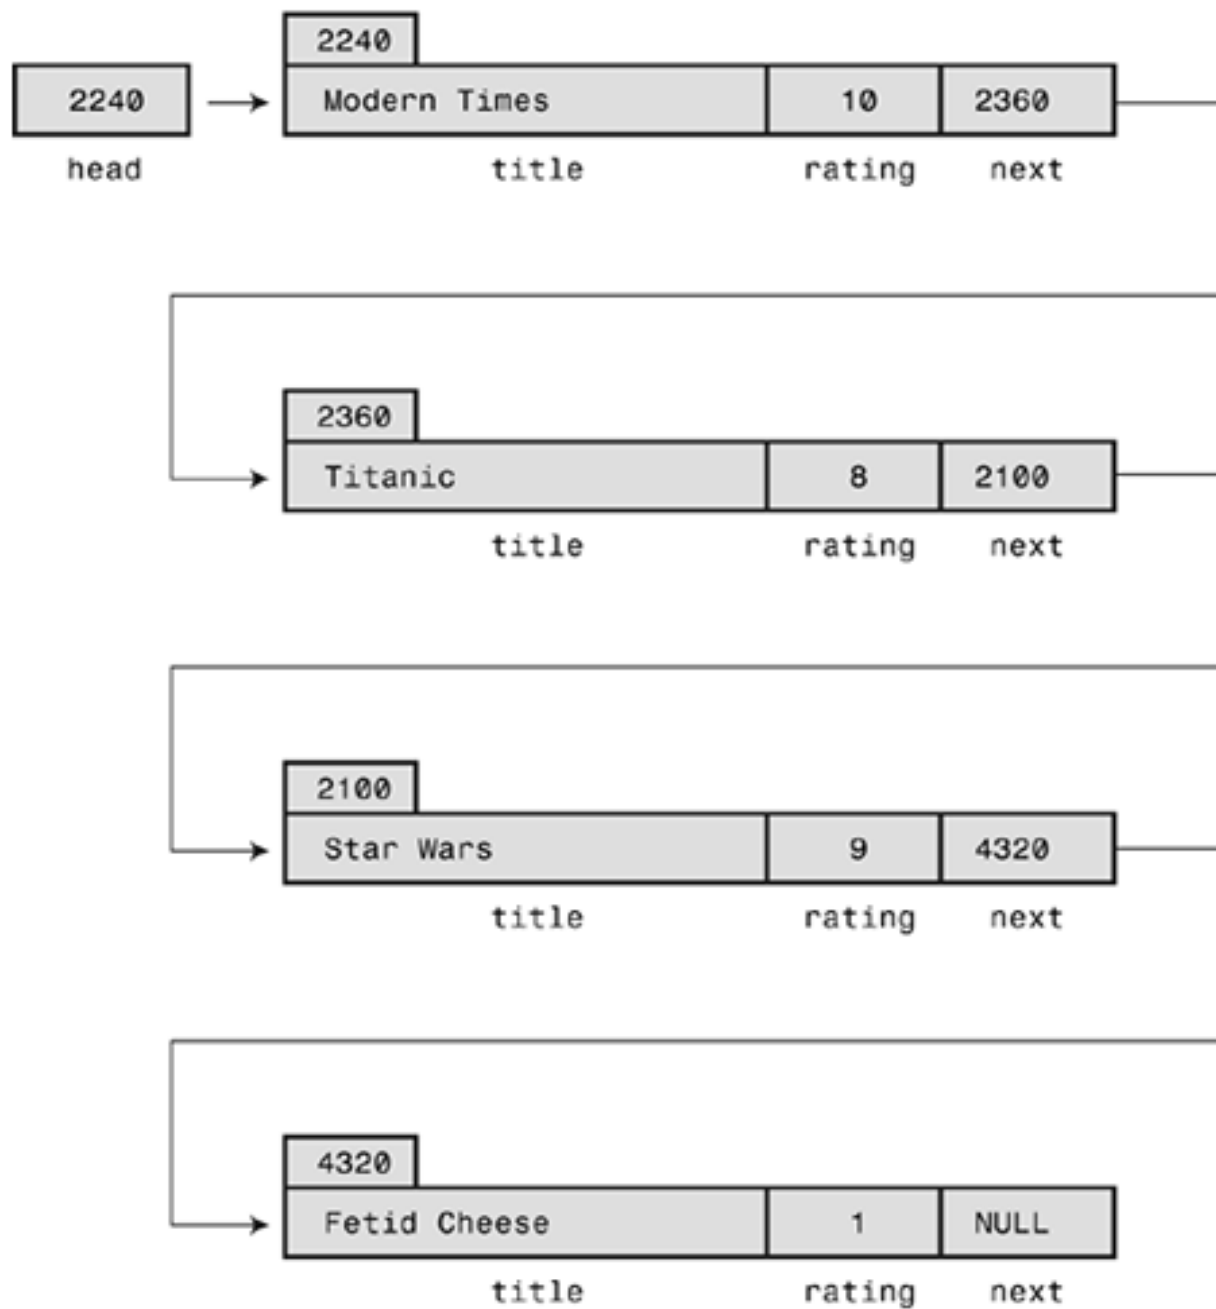 2240
2240 Modern Times 10 2360
head title rating next
2360
Titanic 8 2100
title rating next
2100
Star Wars 9 4320
title rating next
4320
Fetid Cheese 1 NULL
title rating next